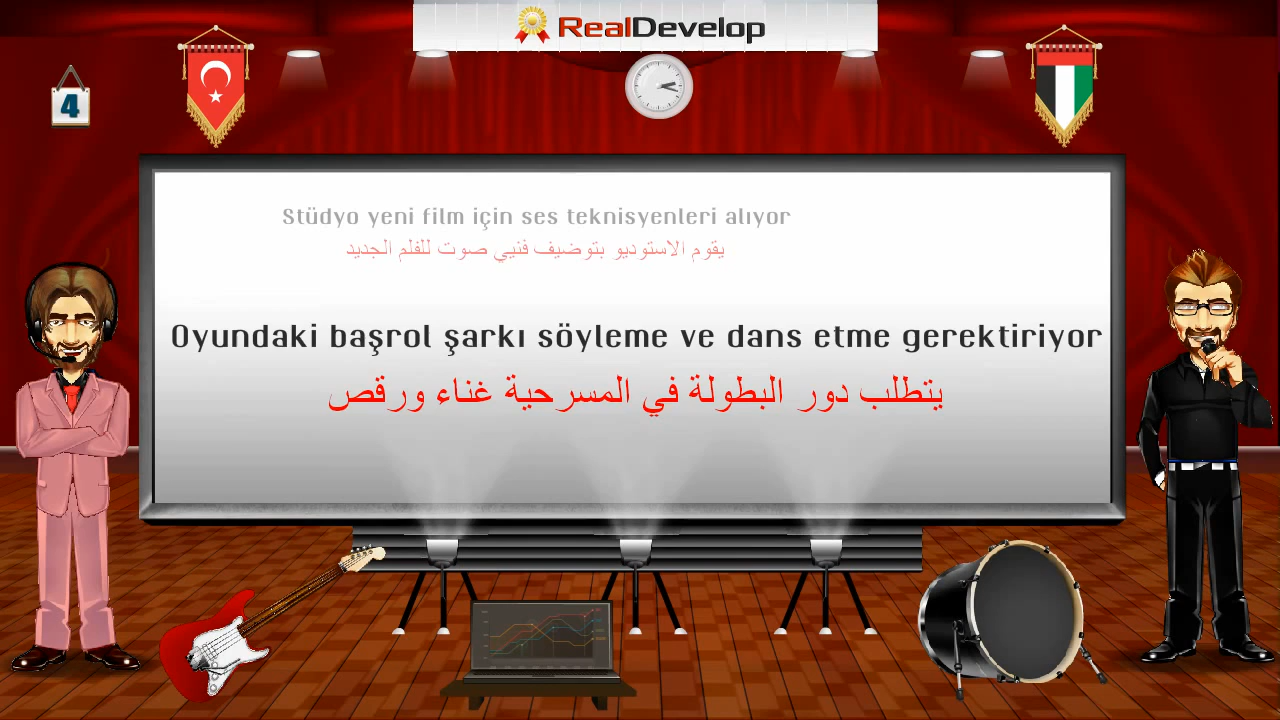 RealDevelop
4
Stüdyo yeni film için ses teknisyenleri alıyor
يقوم الاستوديو بتوضيف فنيي صوت للفلم الجديد
Oyundaki başrol şarkı söyleme ve dans etme gerektiriyor
يتطلب دور البطولة في المسرحية غناء ورقص